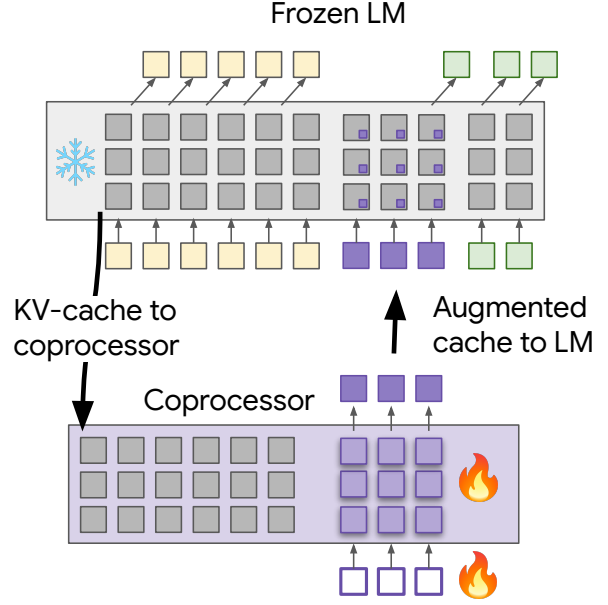 Frozen LM
KV-cache to
coprocessor
Augmented
cache to LM
Coprocessor